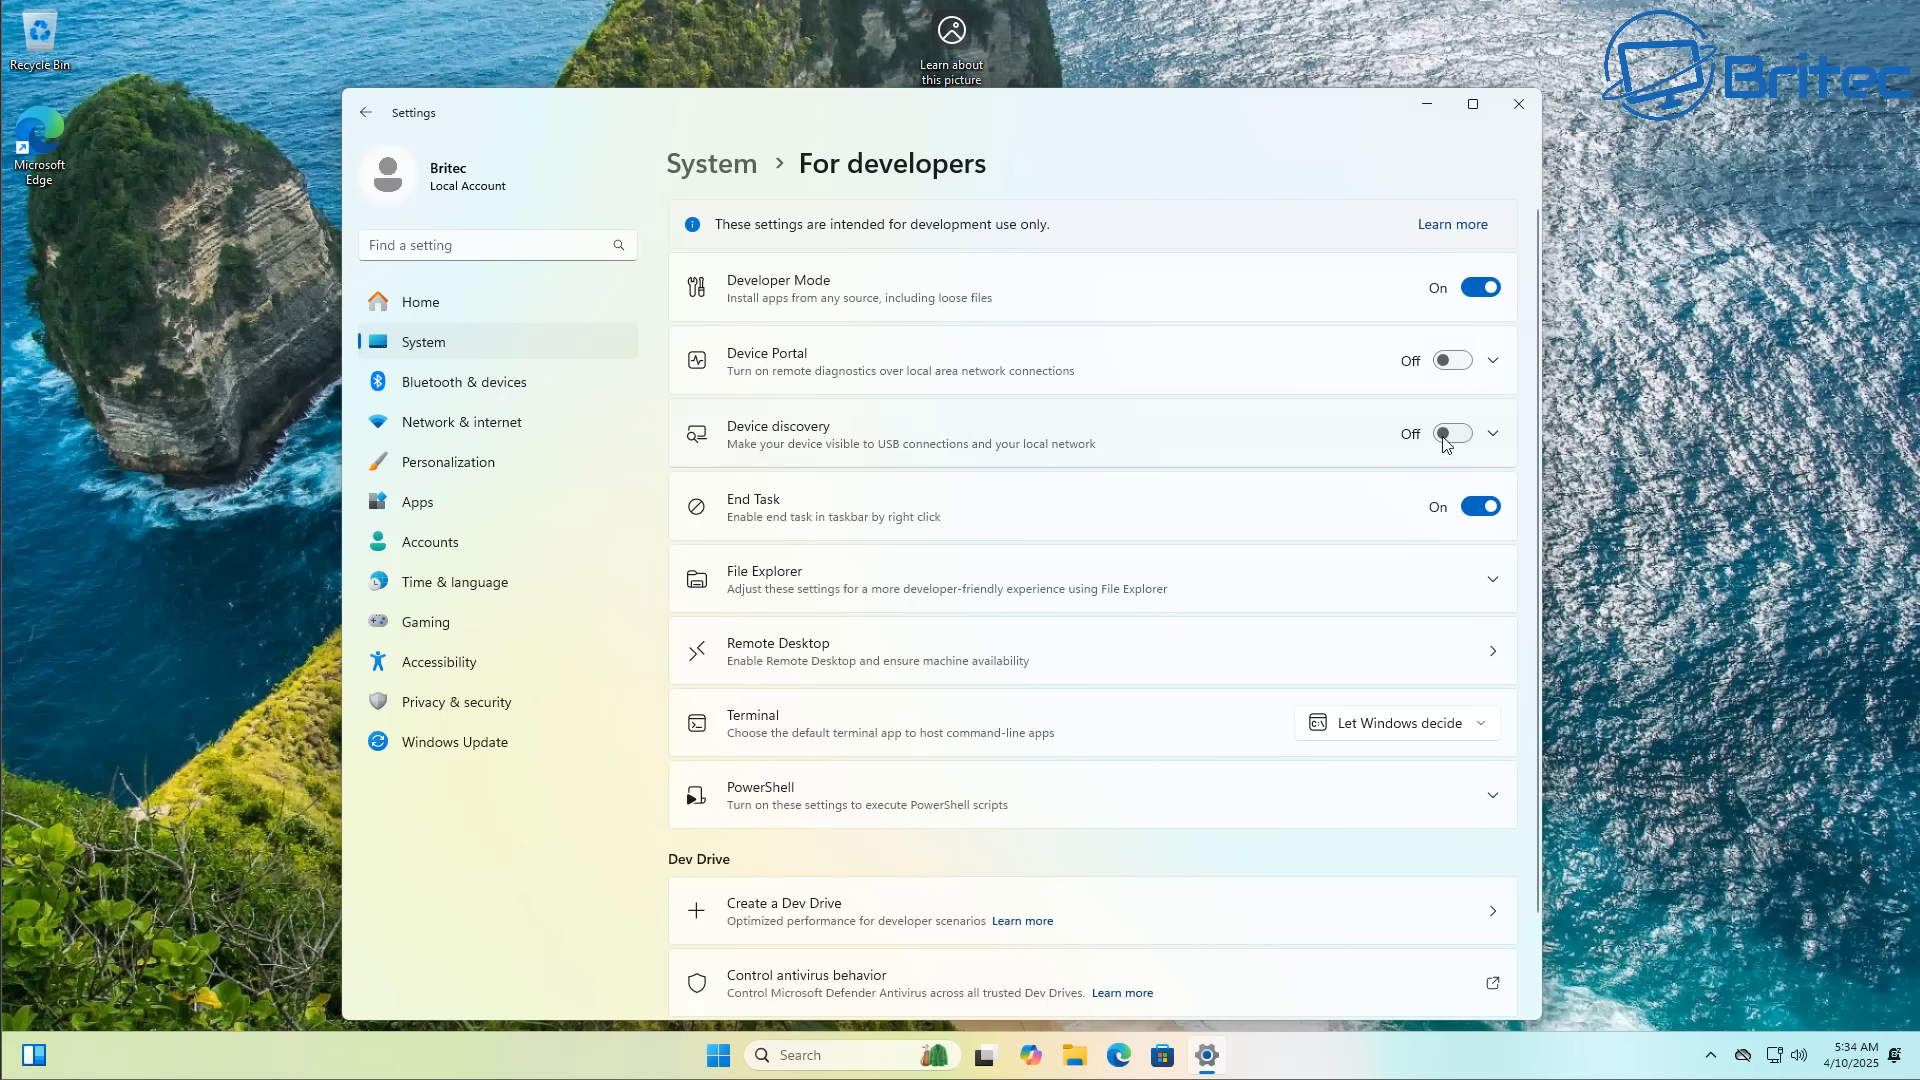 Recycle Bin
Learn about
this picture
Britec
Microsoft
Edge
Settings
Britec
Local Account
Find a setting
Home
System
Bluetooth & devices
Network & internet
Personalization
Apps
Accounts
Time & language
Gaming
Accessibility
Privacy & security
Windows Update
System > For developers
These settings are intended for development use only. Learn more
Developer Mode
Install apps from any source, including loose files
On
Device Portal
Turn on remote diagnostics over local area network connections
Off
Device discovery
Make your device visible to USB connections and your local network
Off
End Task
Enable end task in taskbar by right click
On
File Explorer
Adjust these settings for a more developer-friendly experience using File Explorer
Remote Desktop
Enable Remote Desktop and ensure machine availability
Terminal
Choose the default terminal app to host command-line apps
Let Windows decide
PowerShell
Turn on these settings to execute PowerShell scripts
Dev Drive
Create a Dev Drive
Optimized performance for developer scenarios Learn more
Control antivirus behavior
Control Microsoft Defender Antivirus across all trusted Dev Drives. Learn more
Search
5:34 AM
4/10/2025